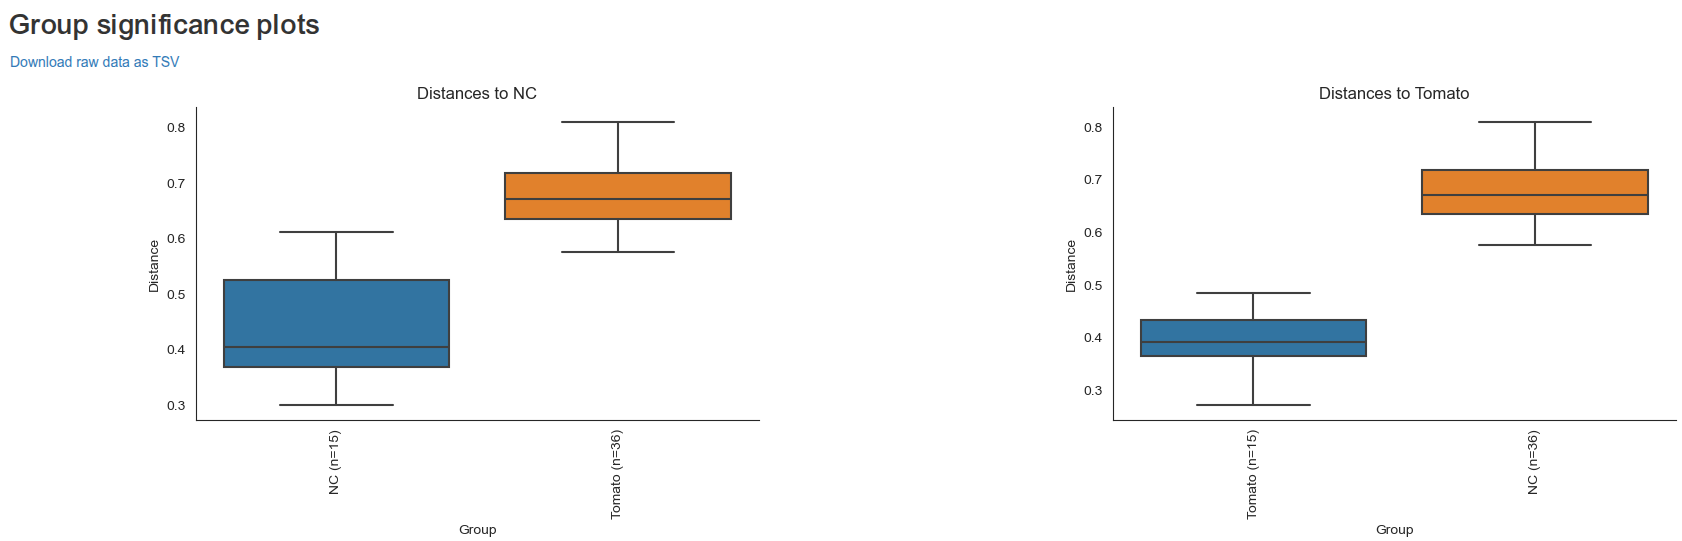 Group significance plots
Download raw data as TSV
Distances to NC
0.8
0.7
0.6
0.5
0.4
0.3
Distance
NC (n=15)
Tomato (n=36)
Group
Distances to Tomato
0.8
0.7
0.6
0.5
0.4
0.3
Distance
Tomato (n=15)
NC (n=36)
Group